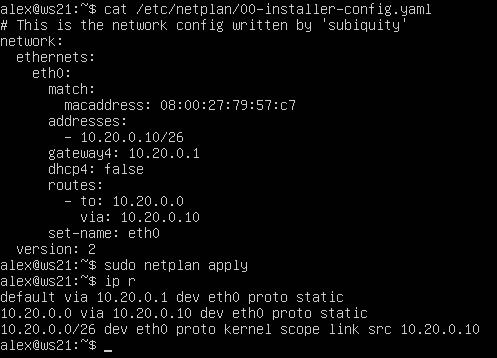 alex@ws21:~$ cat /etc/netplan/00-installer-config.yaml
# This is the network config written by 'subiquity'
network:
  ethernets:
    eth0:
      match:
        macaddress: 08:00:27:79:57:c7
      addresses:
        - 10.20.0.10/26
      gateway4: 10.20.0.1
      dhcp4: false
      routes:
        - to: 10.20.0.0
          via: 10.20.0.10
      set-name: eth0
  version: 2
alex@ws21:~$ sudo netplan apply
alex@ws21:~$ ip r
default via 10.20.0.1 dev eth0 proto static
10.20.0.0 via 10.20.0.10 dev eth0 proto static
10.20.0.0/26 dev eth0 proto kernel scope link src 10.20.0.10
alex@ws21:~$ _